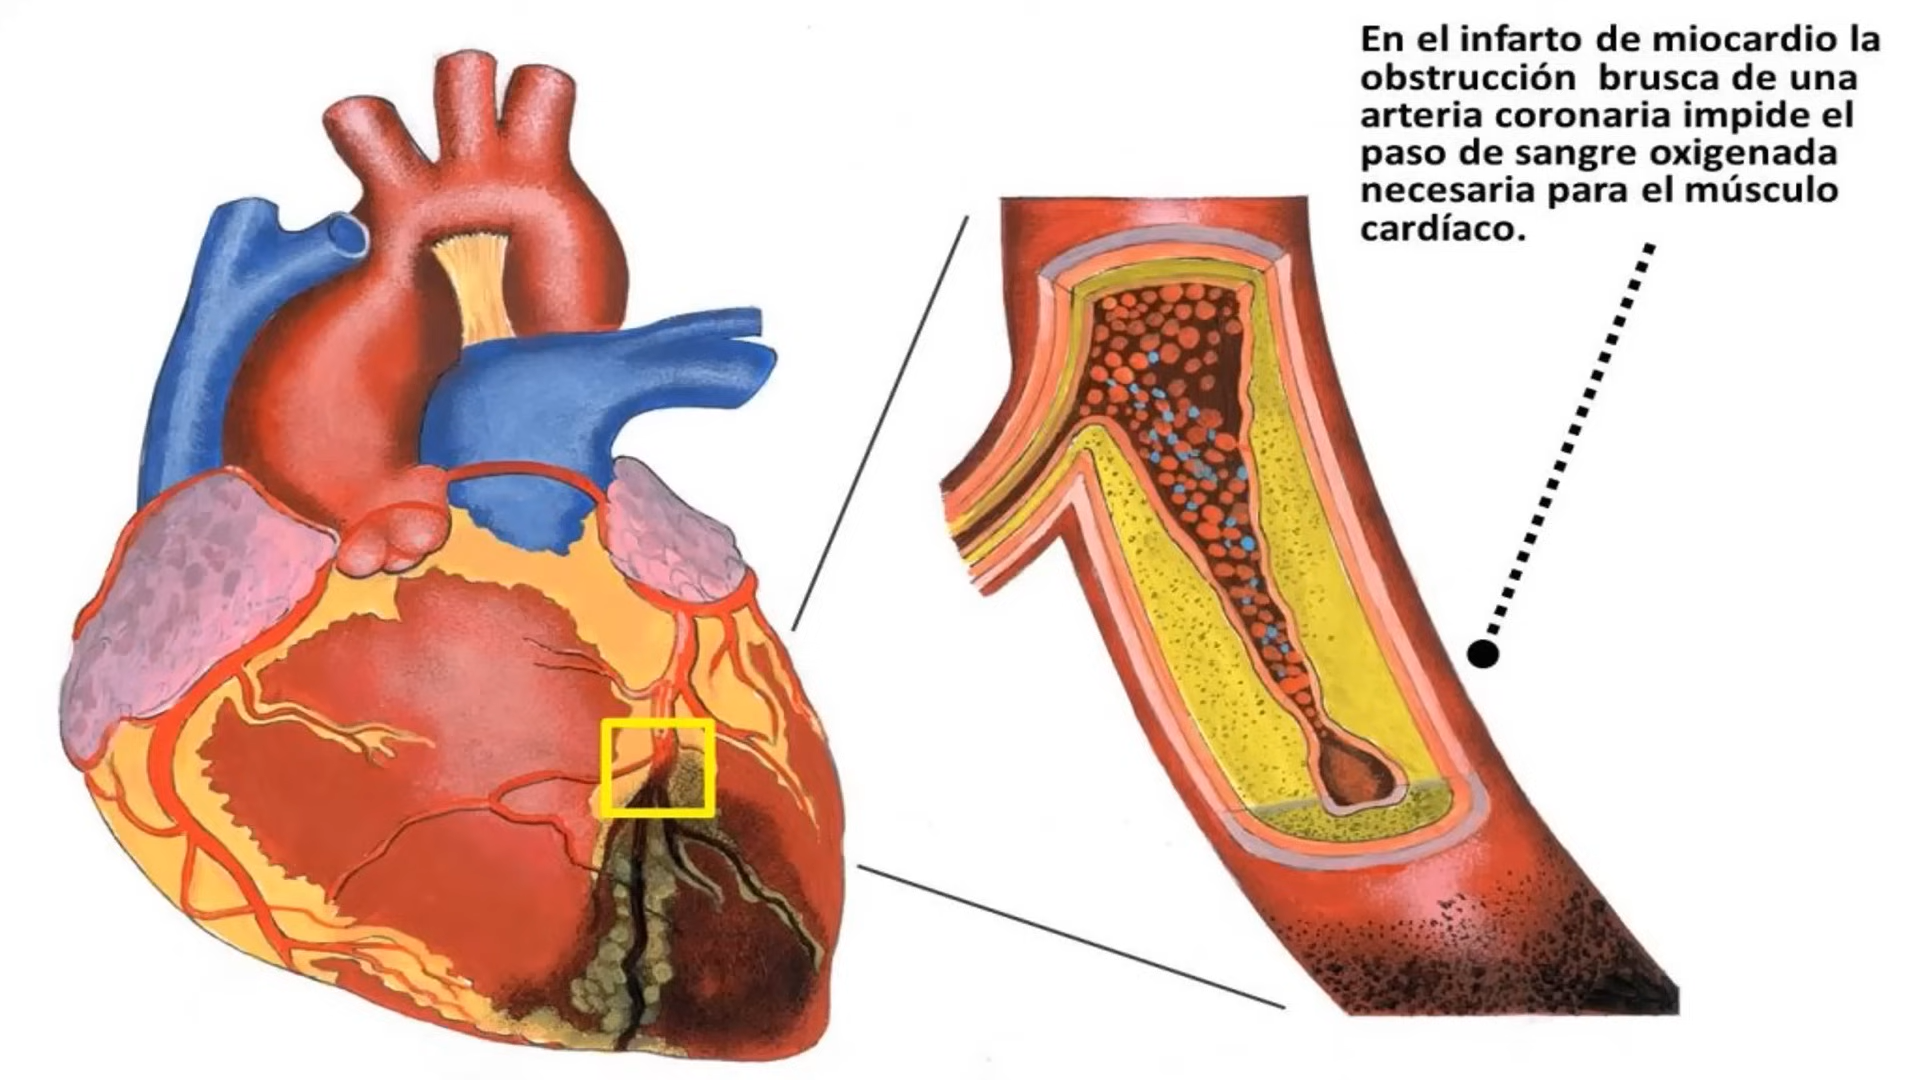 En el infarto de miocardio la
obstrucción brusca de una
arteria coronaria impide el
paso de sangre oxigenada
necesaria para el músculo
cardíaco.